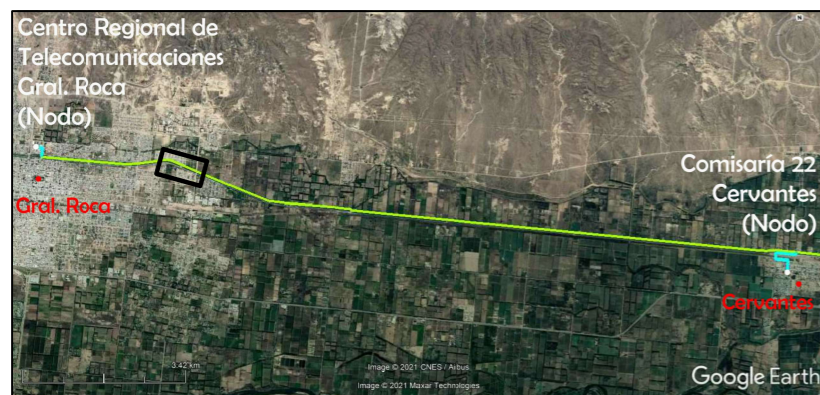 Centro Regional de
Telecomunicaciones
Gral. Roca
(Nodo)
Gral. Roca
Comisaría 22
Cervantes
(Nodo)
Cervantes
3.42 km
Image © 2021 CNES / Airbus
Image © 2021 Maxar Technologies
Google Earth